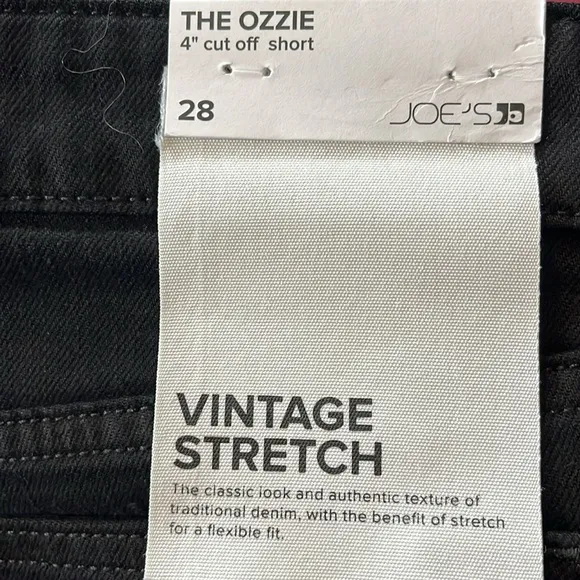 THE OZZIE
4" cut off short
28
JOE'S
VINTAGE
STRETCH
The classic look and authentic texture of
traditional denim, with the benefit of stretch
for a flexible fit.